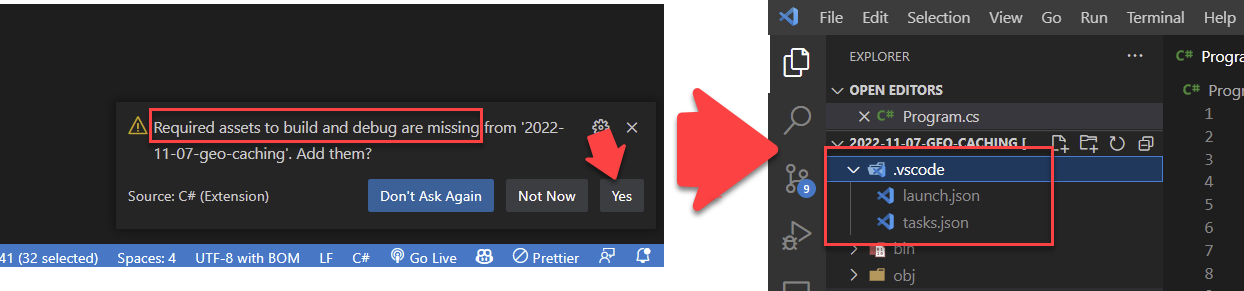 Required assets to build and debug are missing from '2022-
11-07-geo-caching'. Add them?
Source: C# (Extension)
Don't Ask Again
Not Now
Yes
41 (32 selected)
Spaces: 4
UTF-8 with BOM
LF
C#
Go Live
Prettier
File
Edit
Selection
View
Go
Run
Terminal
Help
EXPLORER
OPEN EDITORS
C# Program.cs
2022-11-07-GEO-CACHING [
.vscode
launch.json
tasks.json
bin
obj
9
C# Progra
C# Progr
1
2
3
4
5
6
7
8